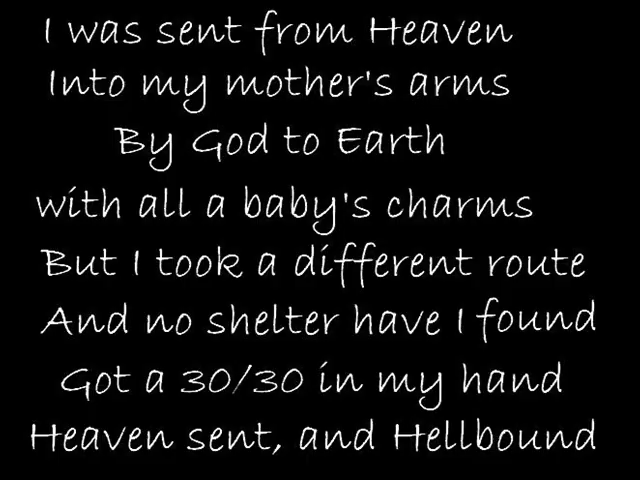 I was sent from Heaven
Into my mother's arms
By God to Earth
with all a baby's charms
But I took a different route
And no shelter have I found
Got a 30/30 in my hand
Heaven sent, and Hellbound